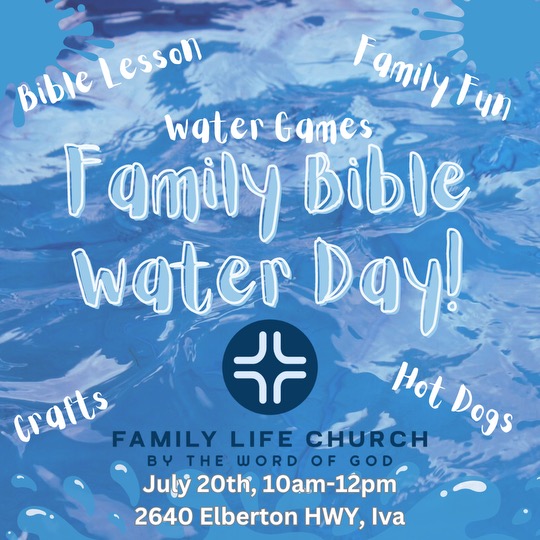 Bible Lesson
Family Fun
Water Games
Family Bible
Water Day!
Crafts
Hot Dogs
FAMILY LIFE CHURCH
BY THE WORD OF GOD
July 20th, 10am-12pm
2640 Elberton HWY, Iva